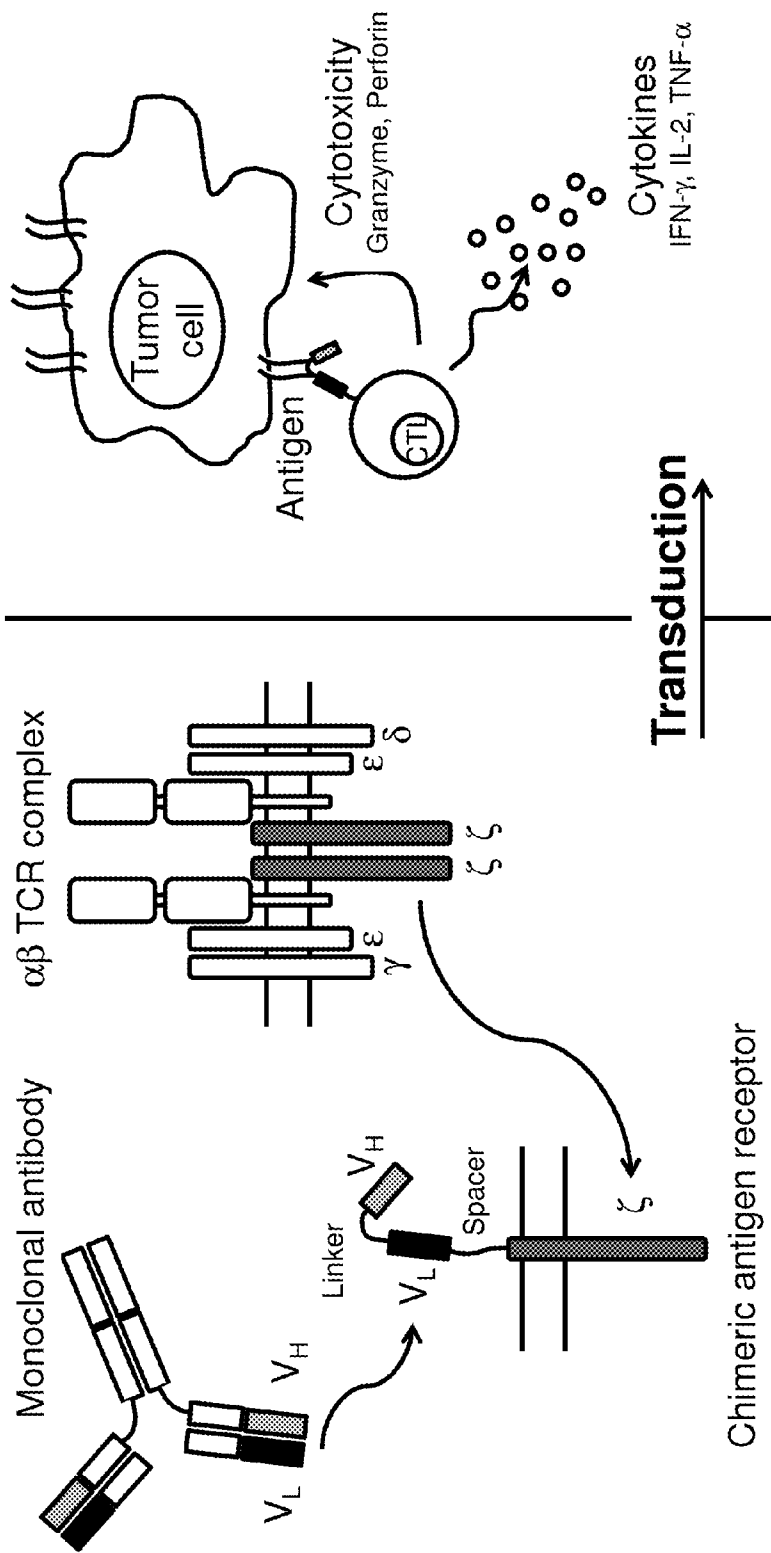 Monoclonal antibody
V_L
V_H
αβ TCR complex
γ
ε
ζ
ζ
ε
δ
Linker
V_H
V_L
Spacer
ζ
Chimeric antigen receptor
Transduction
Tumor
cell
Antigen
CTL
Cytotoxicity
Granzyme, Perforin
Cytokines
IFN-γ, IL-2, TNF-α